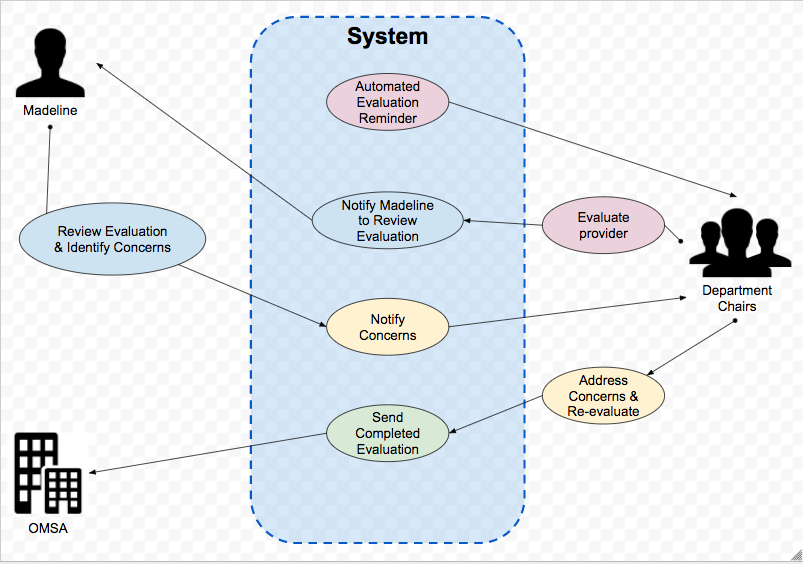 System
Madeline
Automated
Evaluation
Reminder
Review Evaluation
& Identify Concerns
Notify Madeline
to Review
Evaluation
Evaluate
provider
Department
Chairs
Notify
Concerns
Address
Concerns &
Re-evaluate
Send
Completed
Evaluation
OMSA